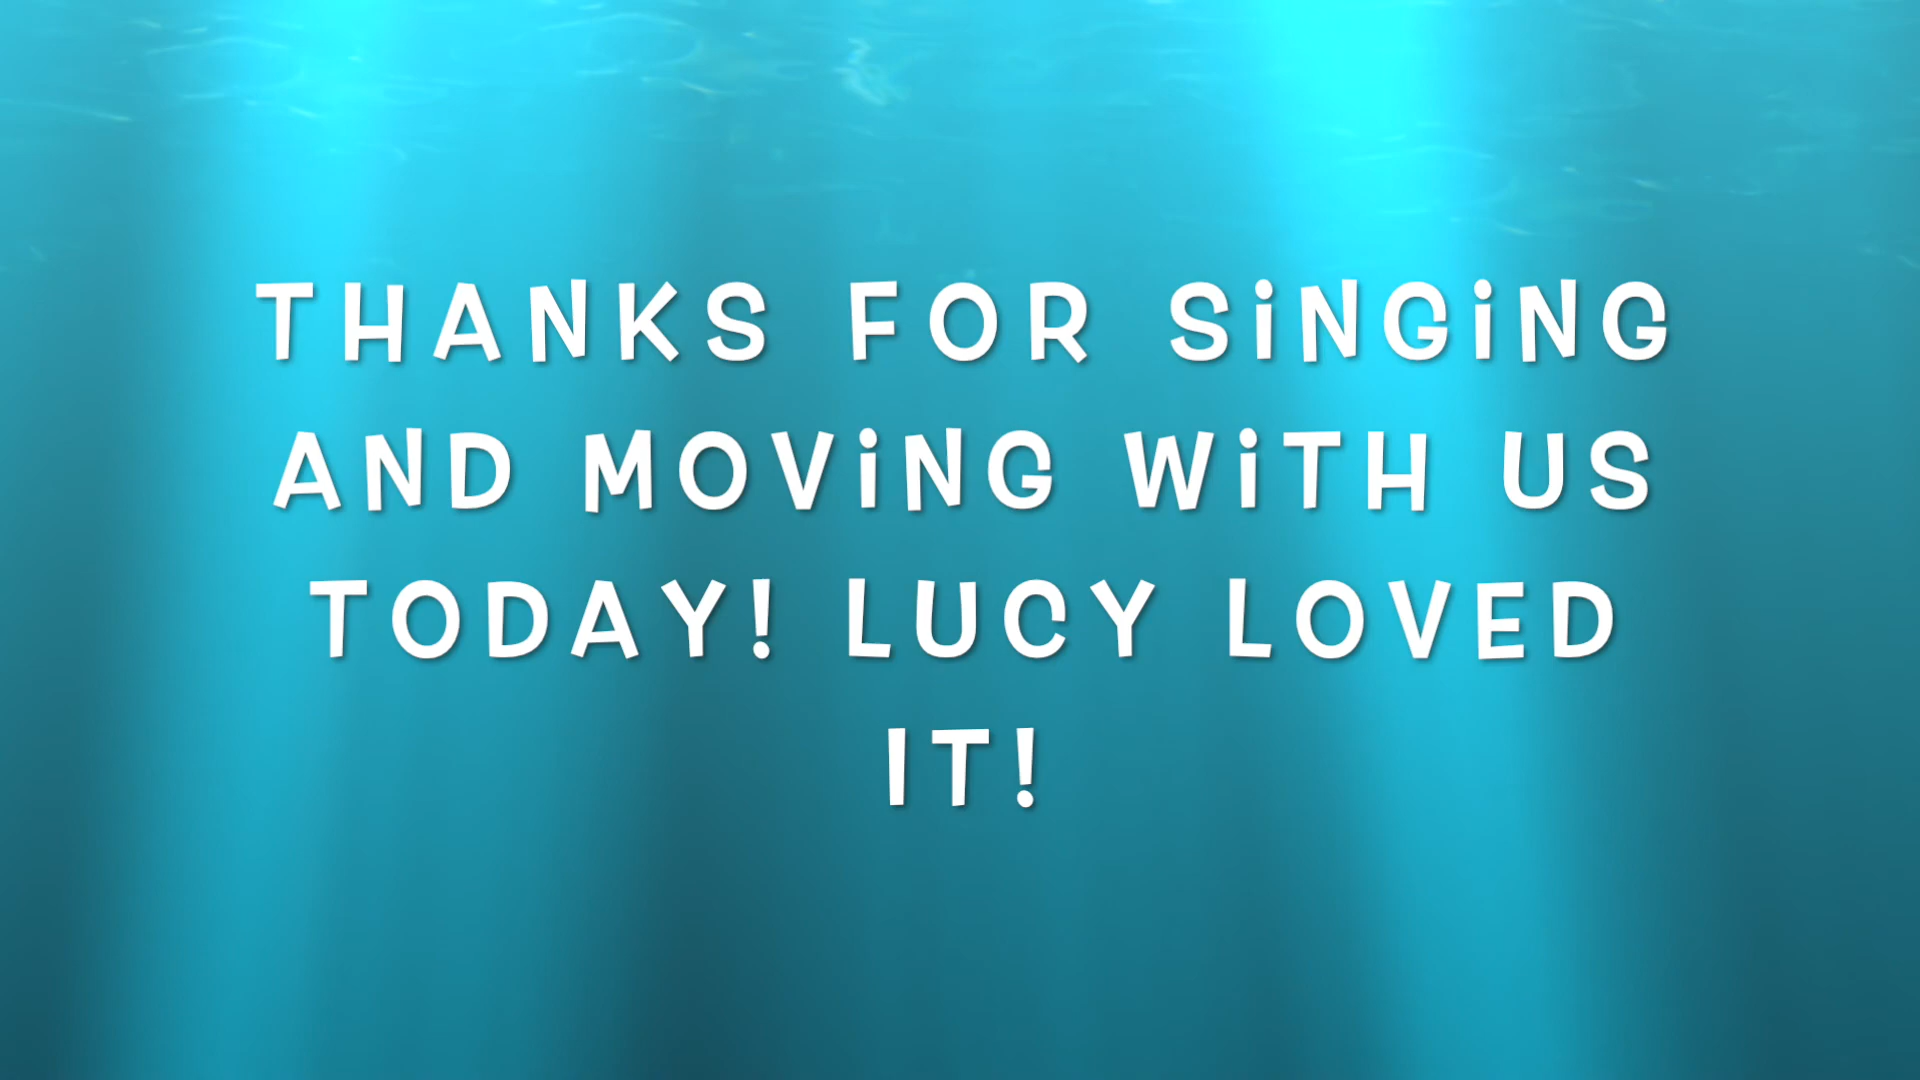 THANKS FOR SiNGiNG
AND MOViNG WiTH US
TODAY! LUCY LOVED
IT!